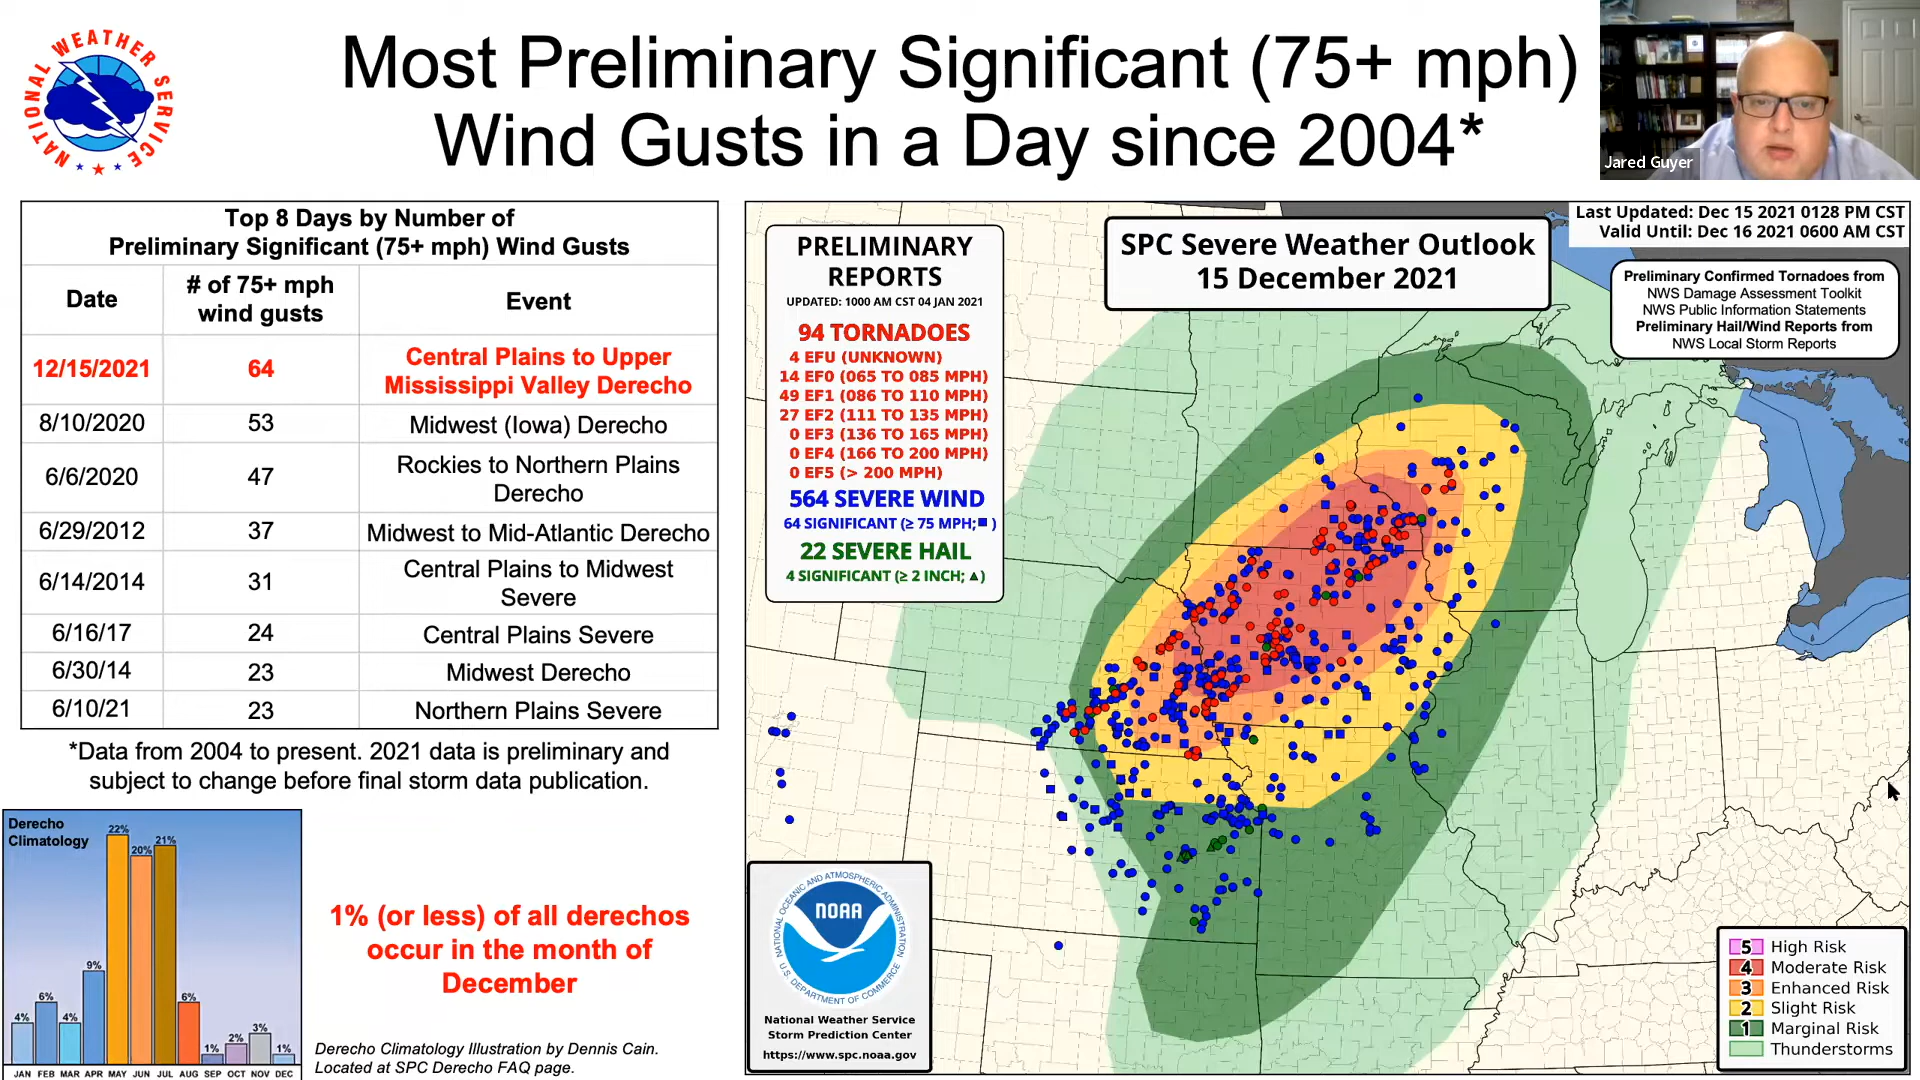 NATIONAL WEATHER SERVICE
Most Preliminary Significant (75+ mph)
Wind Gusts in a Day since 2004*
Jared Guyer
Top 8 Days by Number of
Preliminary Significant (75+ mph) Wind Gusts
Date
# of 75+ mph
wind gusts
Event
12/15/2021
64
Central Plains to Upper
Mississippi Valley Derecho
8/10/2020
53
Midwest (Iowa) Derecho
6/6/2020
47
Rockies to Northern Plains
Derecho
6/29/2012
37
Midwest to Mid-Atlantic Derecho
6/14/2014
31
Central Plains to Midwest
Severe
6/16/17
24
Central Plains Severe
6/30/14
23
Midwest Derecho
6/10/21
23
Northern Plains Severe
*Data from 2004 to present. 2021 data is preliminary and
subject to change before final storm data publication.
Derecho
Climatology
4%
6%
4%
9%
22%
20%
21%
6%
1%
2%
3%
1%
JAN FEB MAR APR MAY JUN JUL AUG SEP OCT NOV DEC
1% (or less) of all derechos
occur in the month of
December
Derecho Climatology Illustration by Dennis Cain.
Located at SPC Derecho FAQ page.
PRELIMINARY
REPORTS
UPDATED: 1000 AM CST 04 JAN 2021
94 TORNADOES
4 EFU (UNKNOWN)
14 EF0 (065 TO 085 MPH)
49 EF1 (086 TO 110 MPH)
27 EF2 (111 TO 135 MPH)
0 EF3 (136 TO 165 MPH)
0 EF4 (166 TO 200 MPH)
0 EF5 (> 200 MPH)
564 SEVERE WIND
64 SIGNIFICANT (≥ 75 MPH;■ )
22 SEVERE HAIL
4 SIGNIFICANT (≥ 2 INCH; ▲)
SPC Severe Weather Outlook
15 December 2021
Last Updated: Dec 15 2021 0128 PM CST
Valid Until: Dec 16 2021 0600 AM CST
Preliminary Confirmed Tornadoes from
NWS Damage Assessment Toolkit
NWS Public Information Statements
Preliminary Hail/Wind Reports from
NWS Local Storm Reports
NATIONAL OCEANIC AND ATMOSPHERIC ADMINISTRATION
NOAA
U.S. DEPARTMENT OF COMMERCE
National Weather Service
Storm Prediction Center
https://www.spc.noaa.gov
5 High Risk
4 Moderate Risk
3 Enhanced Risk
2 Slight Risk
1 Marginal Risk
Thunderstorms